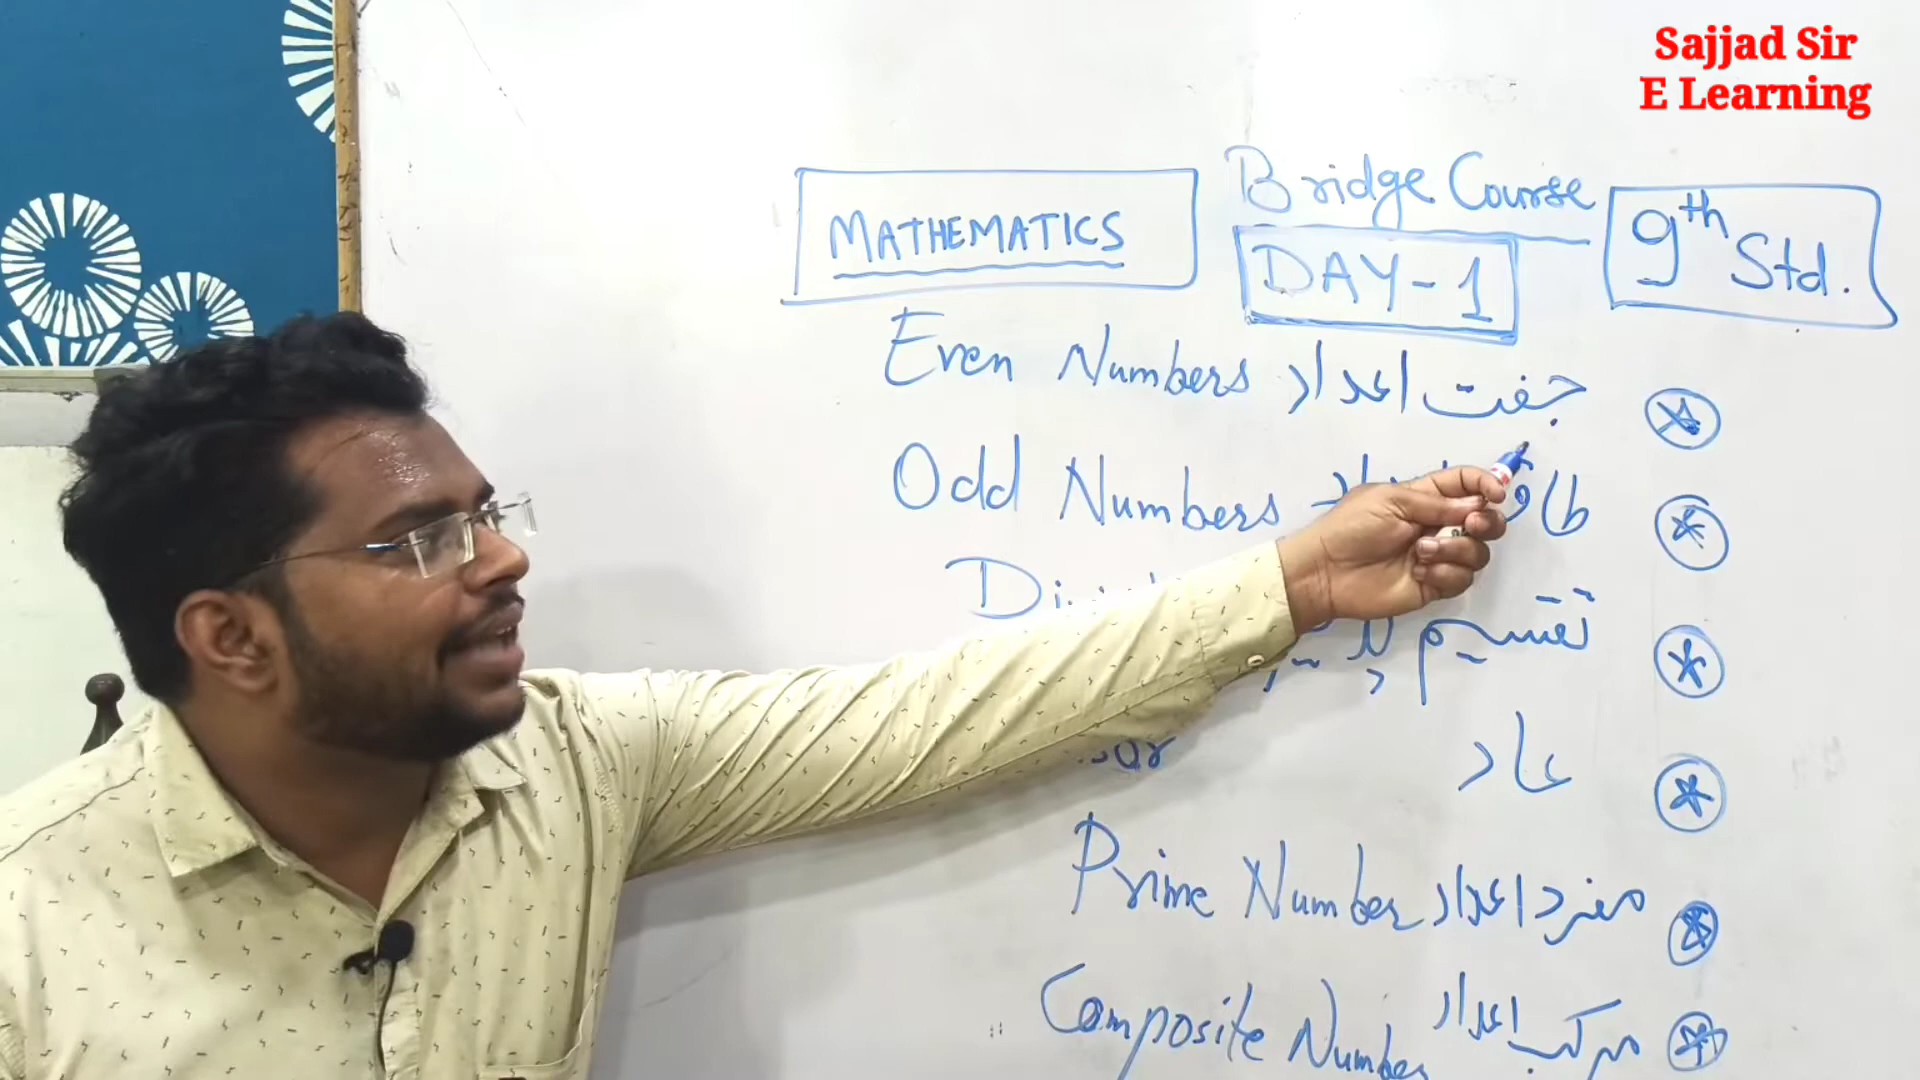 Sajjad Sir
E Learning
Bridge Course
MATHEMATICS
DAY-1
9th Std.
Even Numbers جفت اعداد
Odd Numbers
تقسیم
عاد
Prime Number مفرد اعداد
Composite Number مرکب اعداد